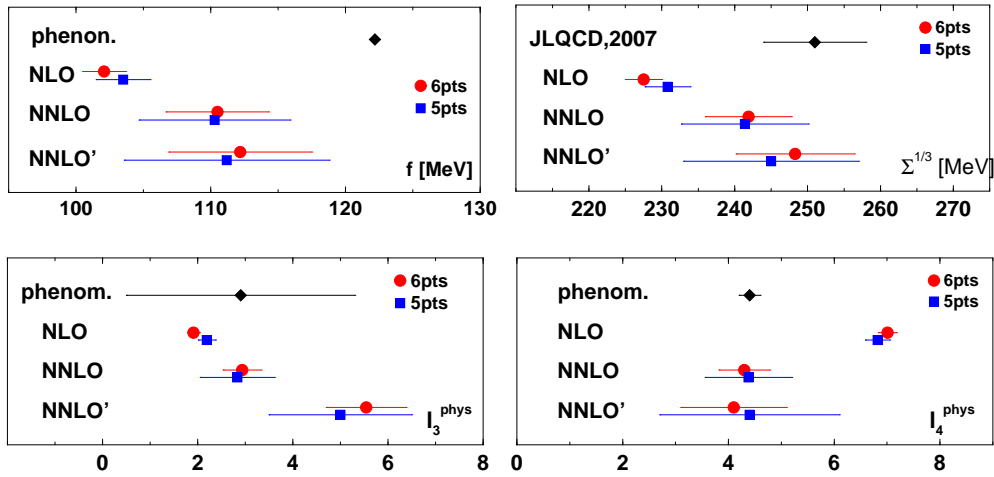 phenon.
NLO
NNLO
NNLO'
6pts
5pts
f [MeV]
100 110 120 130
JLQCD,2007
NLO
NNLO
NNLO'
6pts
5pts
Σ^1/3 [MeV]
220 230 240 250 260 270
phenom.
NLO
NNLO
NNLO'
6pts
5pts
l_3^phys
0 2 4 6 8
phenom.
NLO
NNLO
NNLO'
6pts
5pts
l_4^phys
0 2 4 6 8